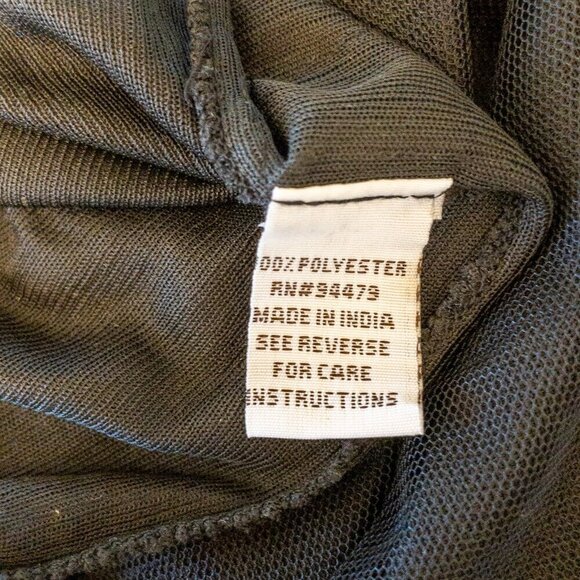 00% POLYESTER
RN#94479
MADE IN INDIA
SEE REVERSE
FOR CARE
INSTRUCTIONS